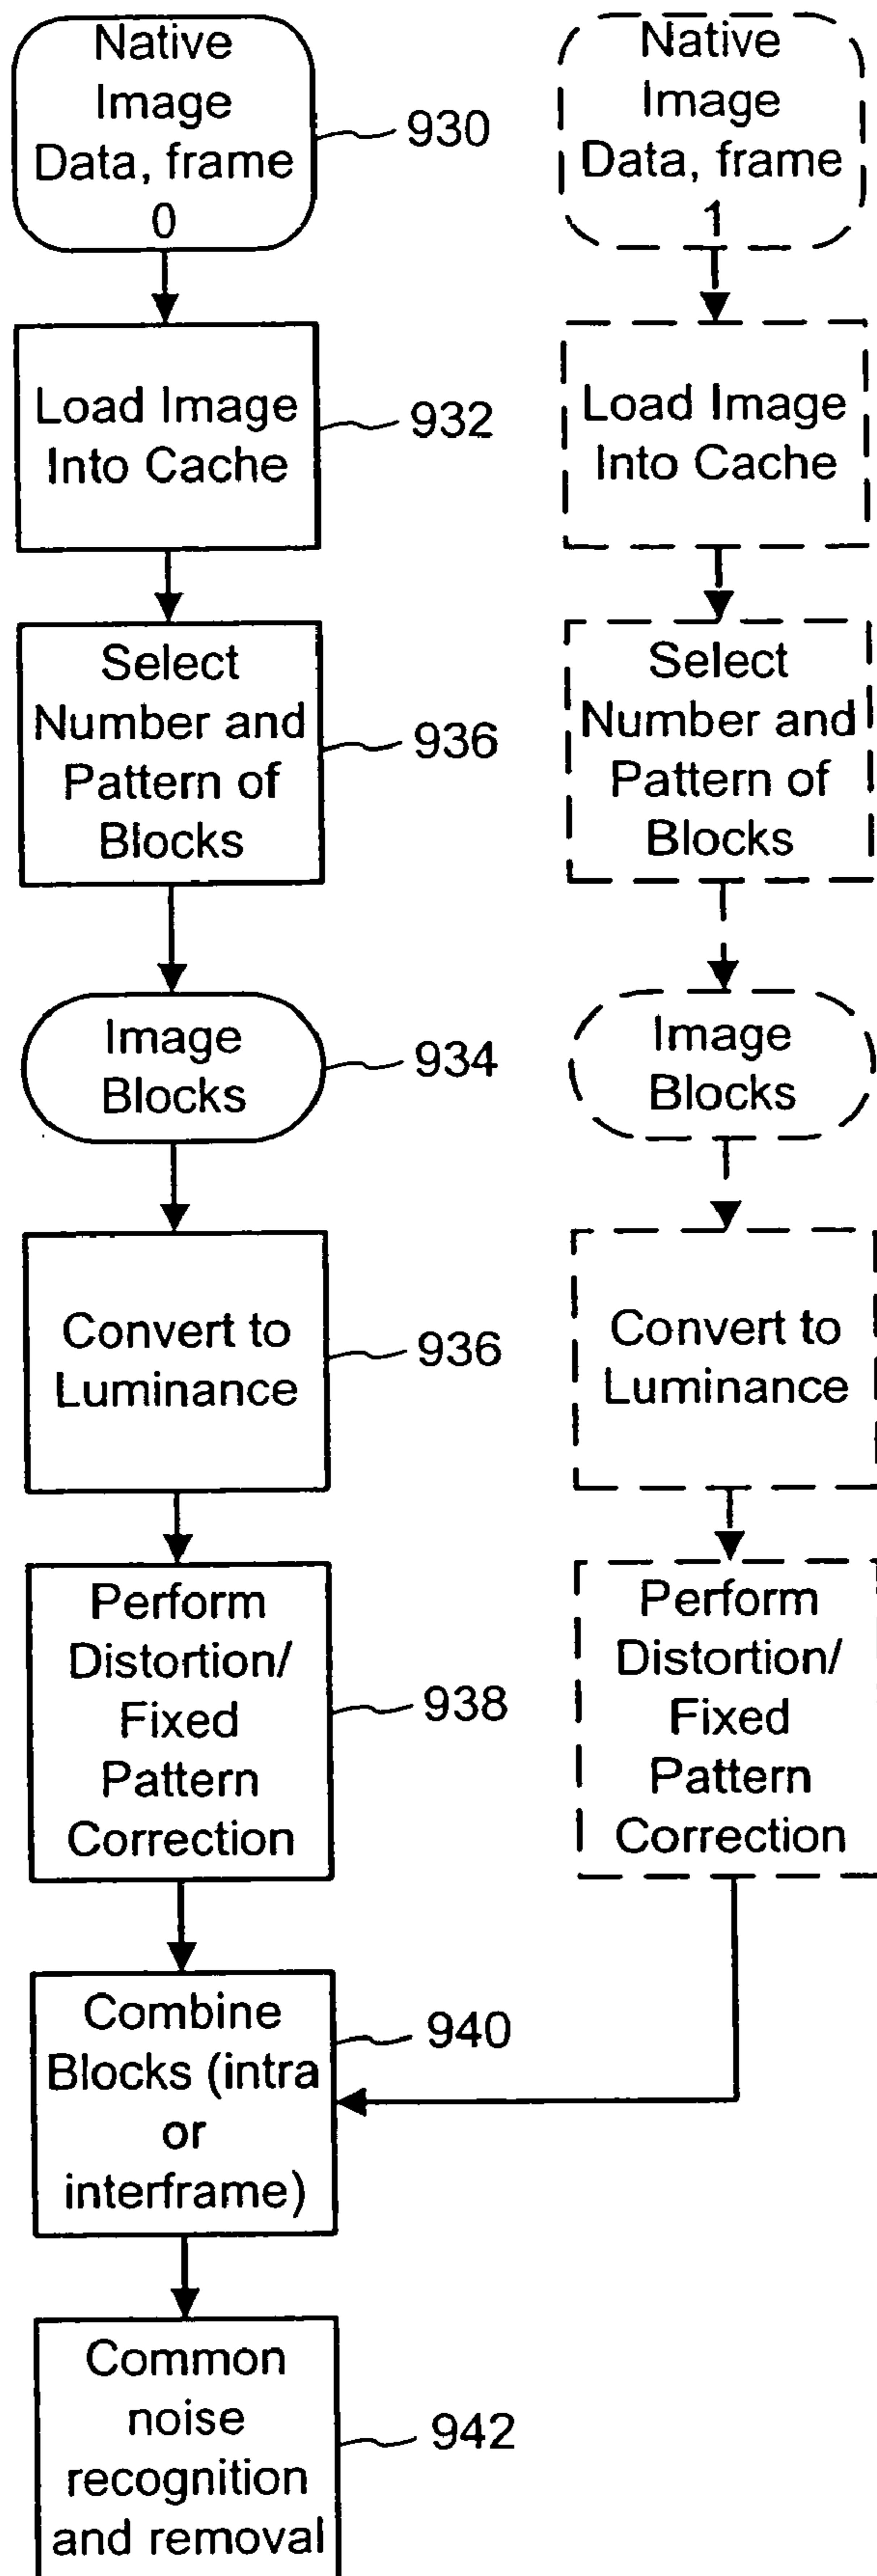 Native
Image
Data, frame
0
930
Load Image
Into Cache
932
Select
Number and
Pattern of
Blocks
936
Image
Blocks
934
Convert to
Luminance
936
Perform
Distortion/
Fixed
Pattern
Correction
938
Combine
Blocks (intra
or
interframe)
940
Common
noise
recognition
and removal
942
Native
Image
Data, frame
1
Load Image
Into Cache
Select
Number and
Pattern of
Blocks
Image
Blocks
Convert to
Luminance
Perform
Distortion/
Fixed
Pattern
Correction